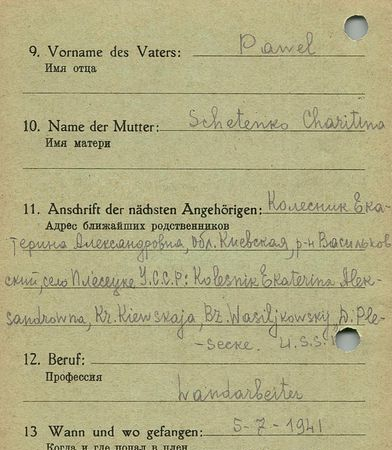 9. Vorname des Vaters: Pawel
Имя отца
10. Name der Mutter: Schetenko Charitina
Имя матери
11. Anschrift der nächsten Angehörigen: Колесник Ека-
Адрес ближайших родственников
терина Александровна, обл. Киевская, р-н Васильков
ский, село Плесецке У.С.С.Р: Kolesnik Ekaterina Alek-
sandrowna, Kr. Kiewskaja, Bz. Wasiljkowsky, D. Ple-
-secke. U.S.S.R
12. Beruf:
Профессия
Landarbeiter
13 Wann und wo gefangen: 5-7-1941
Когда и где попал в плен